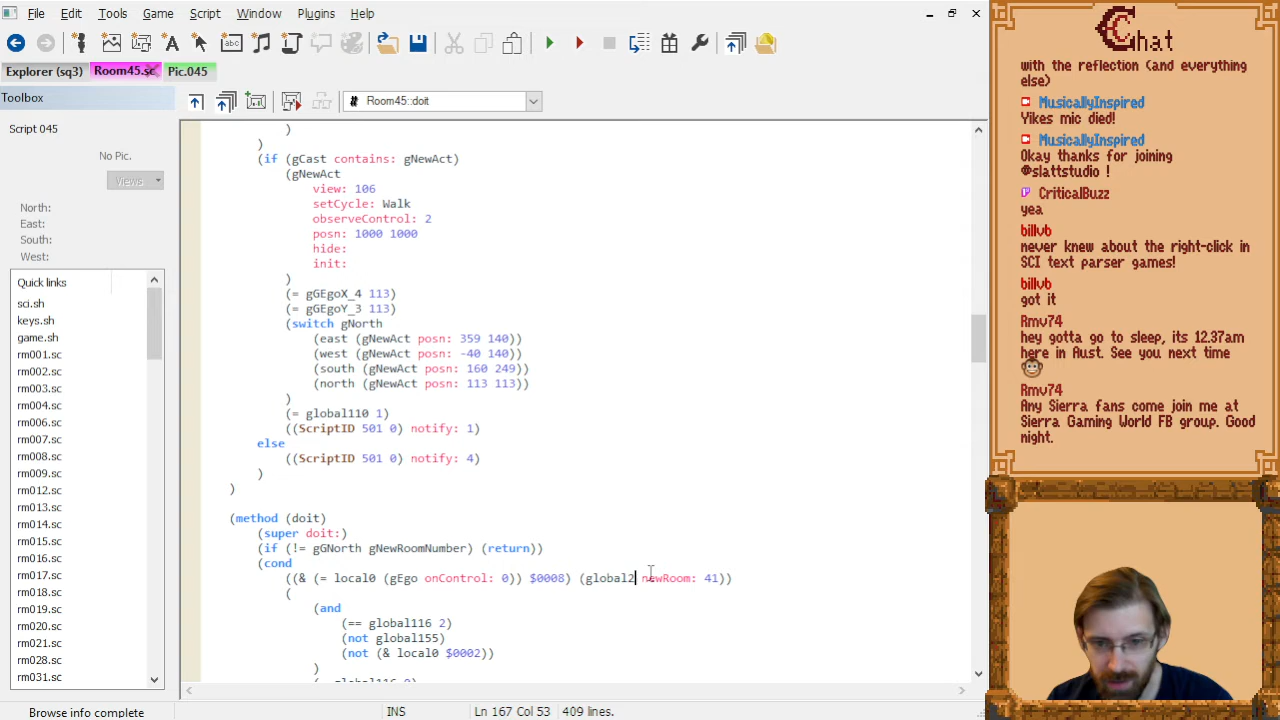 File Edit Tools Game Script Window Plugins Help
Explorer (sq3) Room45.sc Pic.045
Toolbox
Room45::doit
Script 045
No Pic.
Views
North:
East:
South:
West:
Quick links
sci.sh
keys.sh
game.sh
rm001.sc
rm002.sc
rm003.sc
rm004.sc
rm006.sc
rm007.sc
rm008.sc
rm009.sc
rm012.sc
rm013.sc
rm014.sc
rm015.sc
rm016.sc
rm017.sc
rm018.sc
rm019.sc
rm020.sc
rm021.sc
rm028.sc
rm031.sc
)
)
(if (gCast contains: gNewAct)
(gNewAct
view: 106
setCycle: Walk
observeControl: 2
posn: 1000 1000
hide:
init:
)
(= gGEgoX_4 113)
(= gGEgoY_3 113)
(switch gNorth
(east (gNewAct posn: 359 140))
(west (gNewAct posn: -40 140))
(south (gNewAct posn: 160 249))
(north (gNewAct posn: 113 113))
)
(= global110 1)
((ScriptID 501 0) notify: 1)
else
((ScriptID 501 0) notify: 4)
)
)
(method (doit)
(super doit:)
(if (!= gGNorth gNewRoomNumber) (return))
(cond
((& (= local0 (gEgo onControl: 0)) $0008) (global2 newRoom: 41))
(
(and
(== global116 2)
(not global155)
(not (& local0 $0002))
)
Browse info complete
INS
Ln 167 Col 53
409 lines.
Chat
with the reflection (and everything
else)
MusicallyInspired
Yikes mic died!
MusicallyInspired
Okay thanks for joining
@slattstudio !
CriticalBuzz
yea
billvb
never knew about the right-click in
SCI text parser games!
billvb
got it
Rmv74
hey gotta go to sleep, its 12.37am
here in Aust. See you next time
Rmv74
Any Sierra fans come join me at
Sierra Gaming World FB group. Good
night.